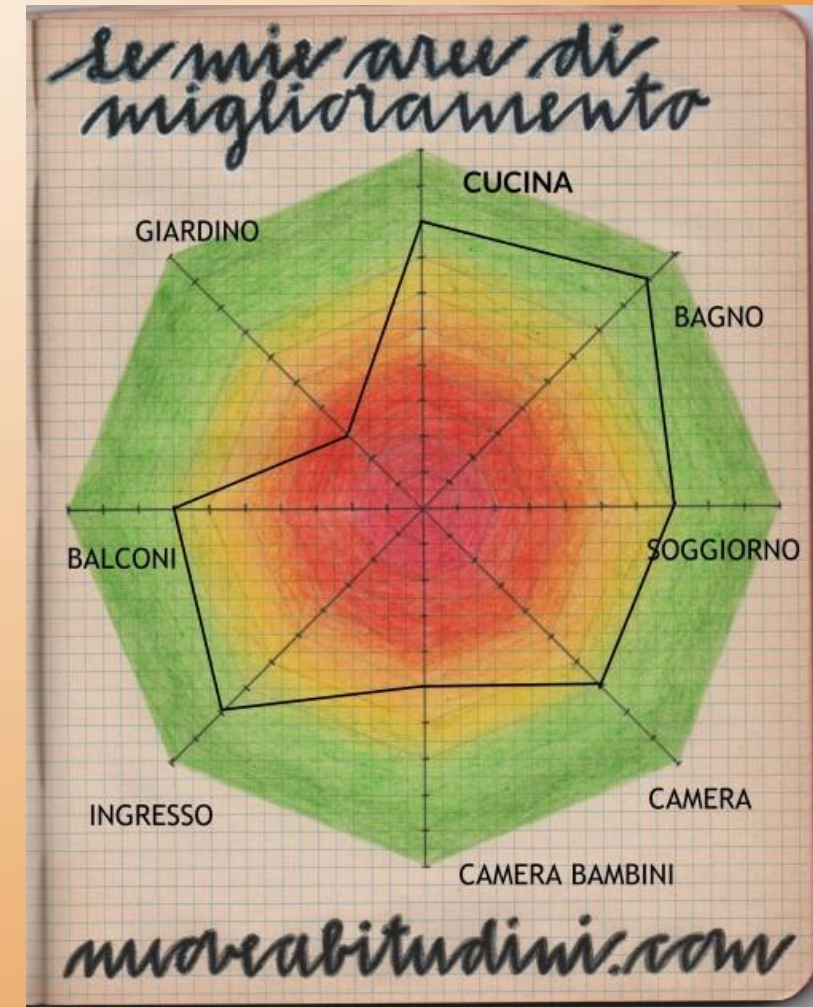 Le mie aree di
miglioramento
CUCINA
GIARDINO
BAGNO
SOGGIORNO
BALCONI
CAMERA
INGRESSO
CAMERA BAMBINI
nuoveabitudini.com